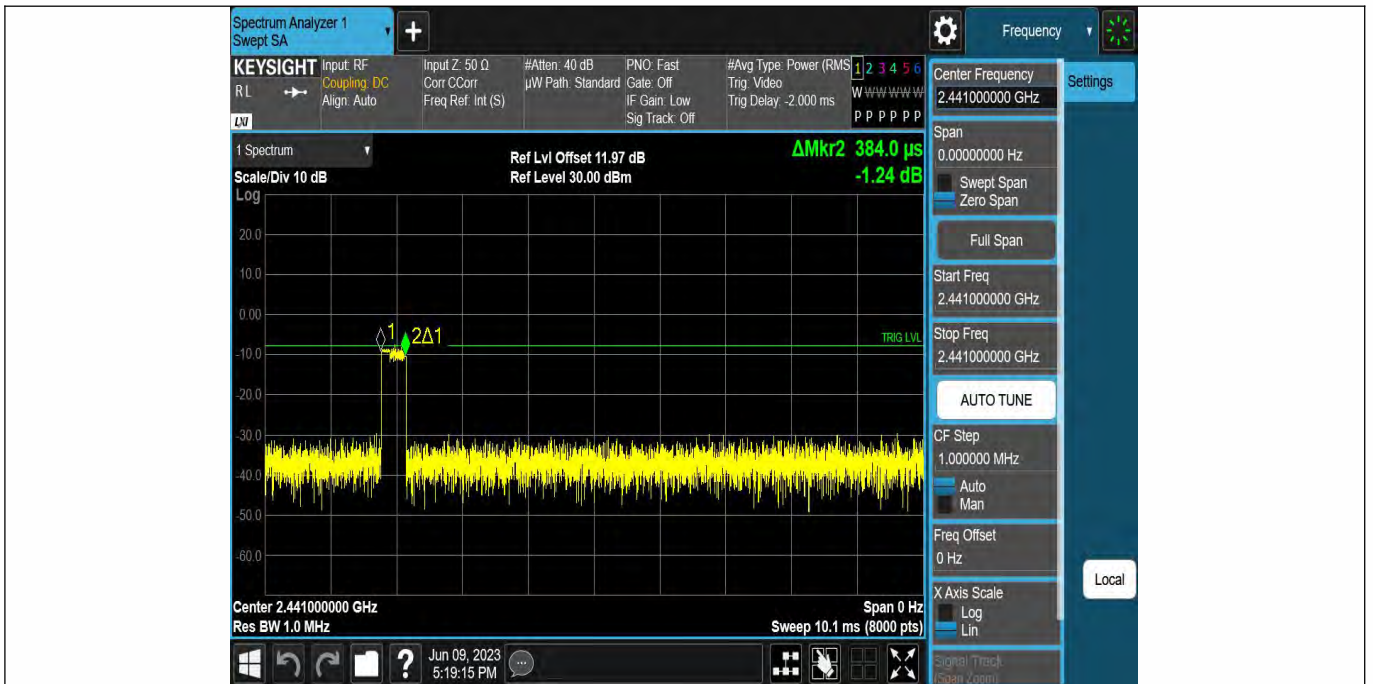 Spectrum Analyzer 1
Swept SA
Frequency
KEYSIGHT
RL
LXI
Input: RF
Coupling: DC
Align: Auto
Input Z: 50 Ω
Corr CCorr
Freq Ref: Int (S)
#Atten: 40 dB
µW Path: Standard
PNO: Fast
Gate: Off
IF Gain: Low
Sig Track: Off
#Avg Type: Power (RMS
Trig: Video
Trig Delay: -2.000 ms
1 2 3 4 5 6
W W W W W W
P P P P P P
1 Spectrum
Scale/Div 10 dB
Log
Ref Lvl Offset 11.97 dB
Ref Level 30.00 dBm
ΔMkr2 384.0 µs
-1.24 dB
20.0
10.0
0.00
-10.0
-20.0
-30.0
-40.0
-50.0
-60.0
1
2Δ1
TRIG LVL
Center 2.441000000 GHz
Res BW 1.0 MHz
Span 0 Hz
Sweep 10.1 ms (8000 pts)
Center Frequency
2.441000000 GHz
Settings
Span
0.00000000 Hz
Swept Span
Zero Span
Full Span
Start Freq
2.441000000 GHz
Stop Freq
2.441000000 GHz
AUTO TUNE
CF Step
1.000000 MHz
Auto
Man
Freq Offset
0 Hz
X Axis Scale
Log
Lin
Signal Track
(Span Zoom)
Local
?
Jun 09, 2023
5:19:15 PM